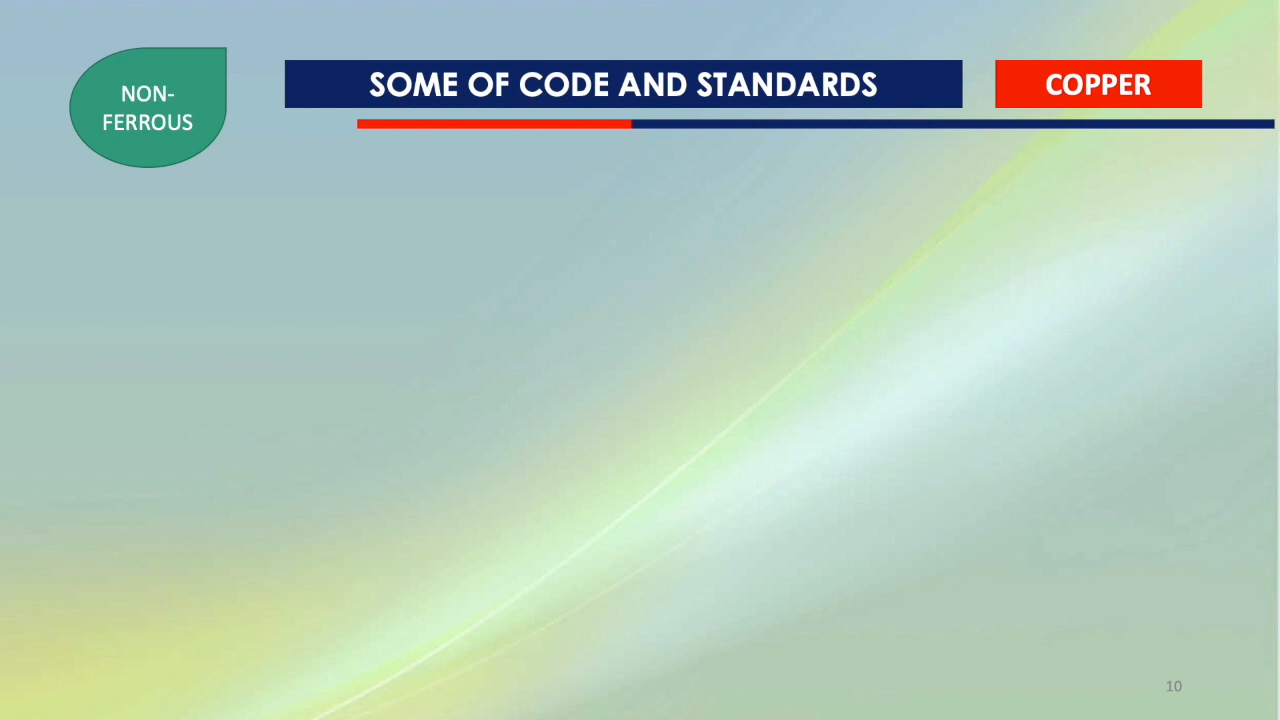 NON-
FERROUS
SOME OF CODE AND STANDARDS
COPPER
10